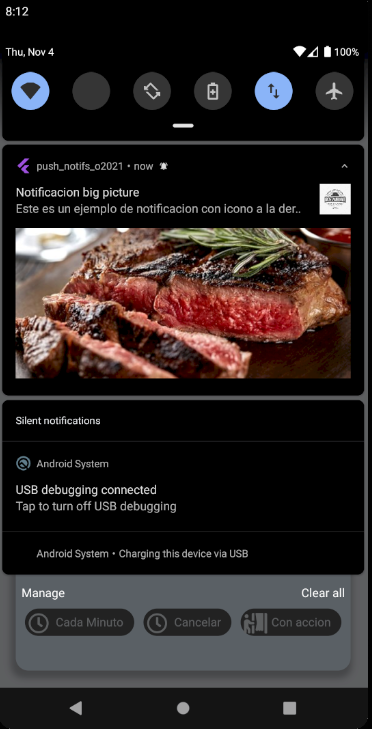 8:12
Thu, Nov 4
100%
push_notifs_o2021 • now
Notificacion big picture
Este es un ejemplo de notificacion con icono a la der..
Silent notifications
Android System
USB debugging connected
Tap to turn off USB debugging
Android System • Charging this device via USB
Manage
Clear all
Cada Minuto
Cancelar
Con accion